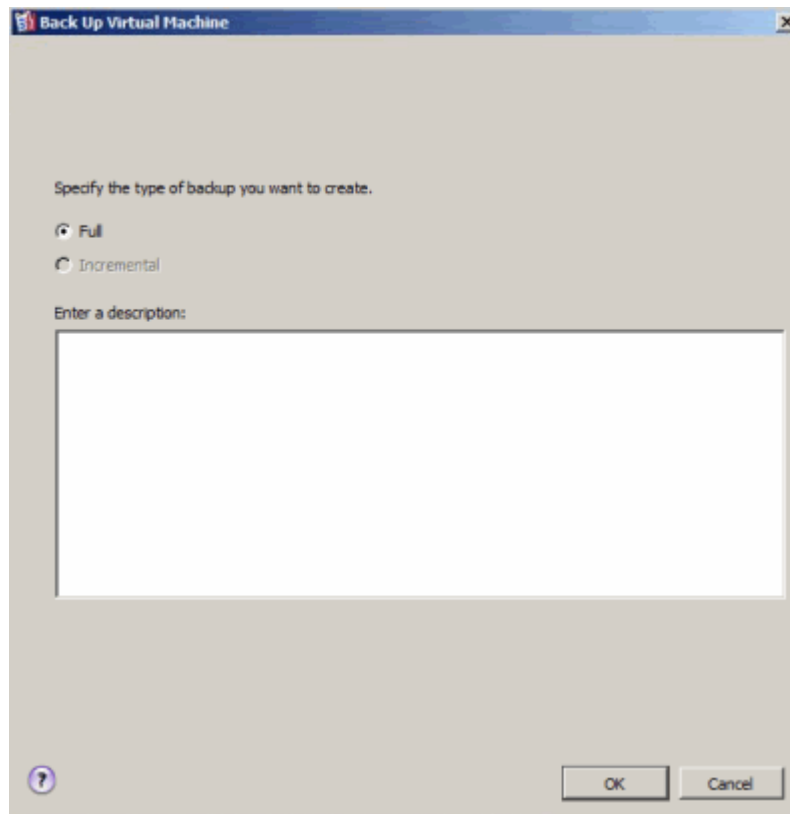 Back Up Virtual Machine
Specify the type of backup you want to create.
Full
Incremental
Enter a description:
?
OK
Cancel